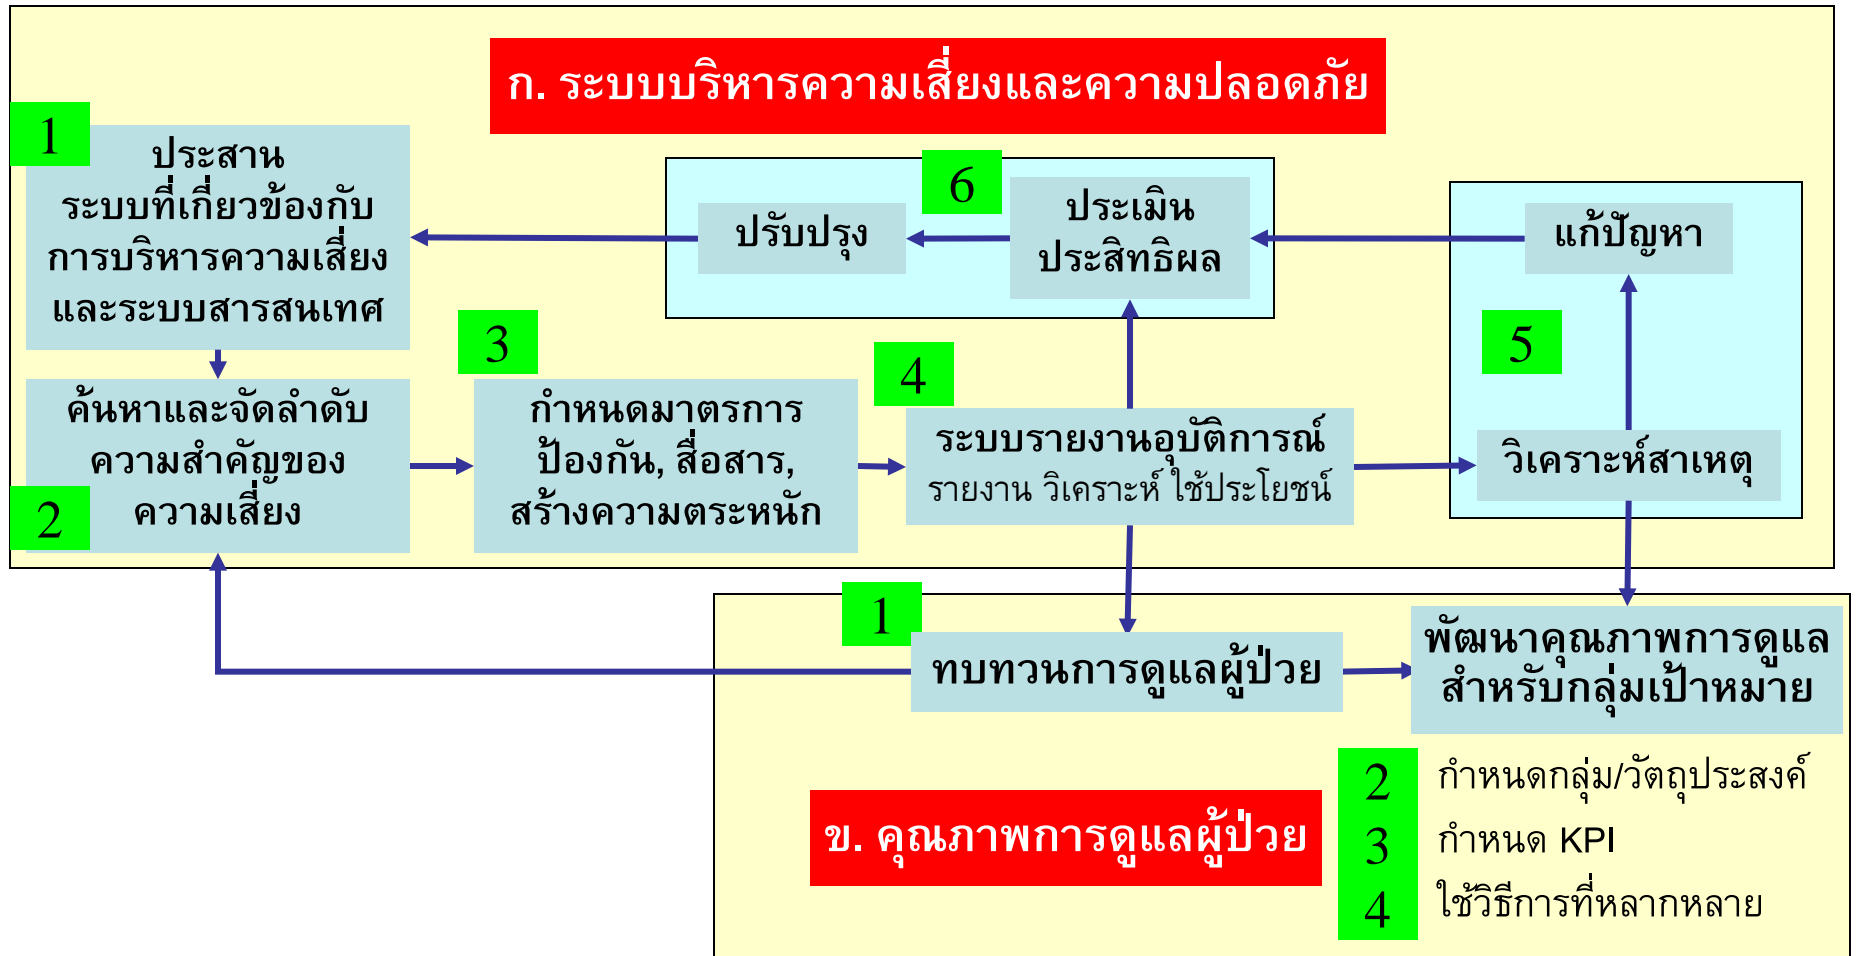 ก. ระบบบริหารความเสี่ยงและความปลอดภัย
1
ประสาน
ระบบที่เกี่ยวข้องกับ
การบริหารความเสี่ยง
และระบบสารสนเทศ
6
ปรับปรุง
ประเมิน
ประสิทธิผล
แก้ปัญหา
2
ค้นหาและจัดลำดับ
ความสำคัญของ
ความเสี่ยง
3
กำหนดมาตรการ
ป้องกัน, สื่อสาร,
สร้างความตระหนัก
4
ระบบรายงานอุบัติการณ์
รายงาน วิเคราะห์ ใช้ประโยชน์
5
วิเคราะห์สาเหตุ
1
ทบทวนการดูแลผู้ป่วย
พัฒนาคุณภาพการดูแล
สำหรับกลุ่มเป้าหมาย
ข. คุณภาพการดูแลผู้ป่วย
2 กำหนดกลุ่ม/วัตถุประสงค์
3 กำหนด KPI
4 ใช้วิธีการที่หลากหลาย